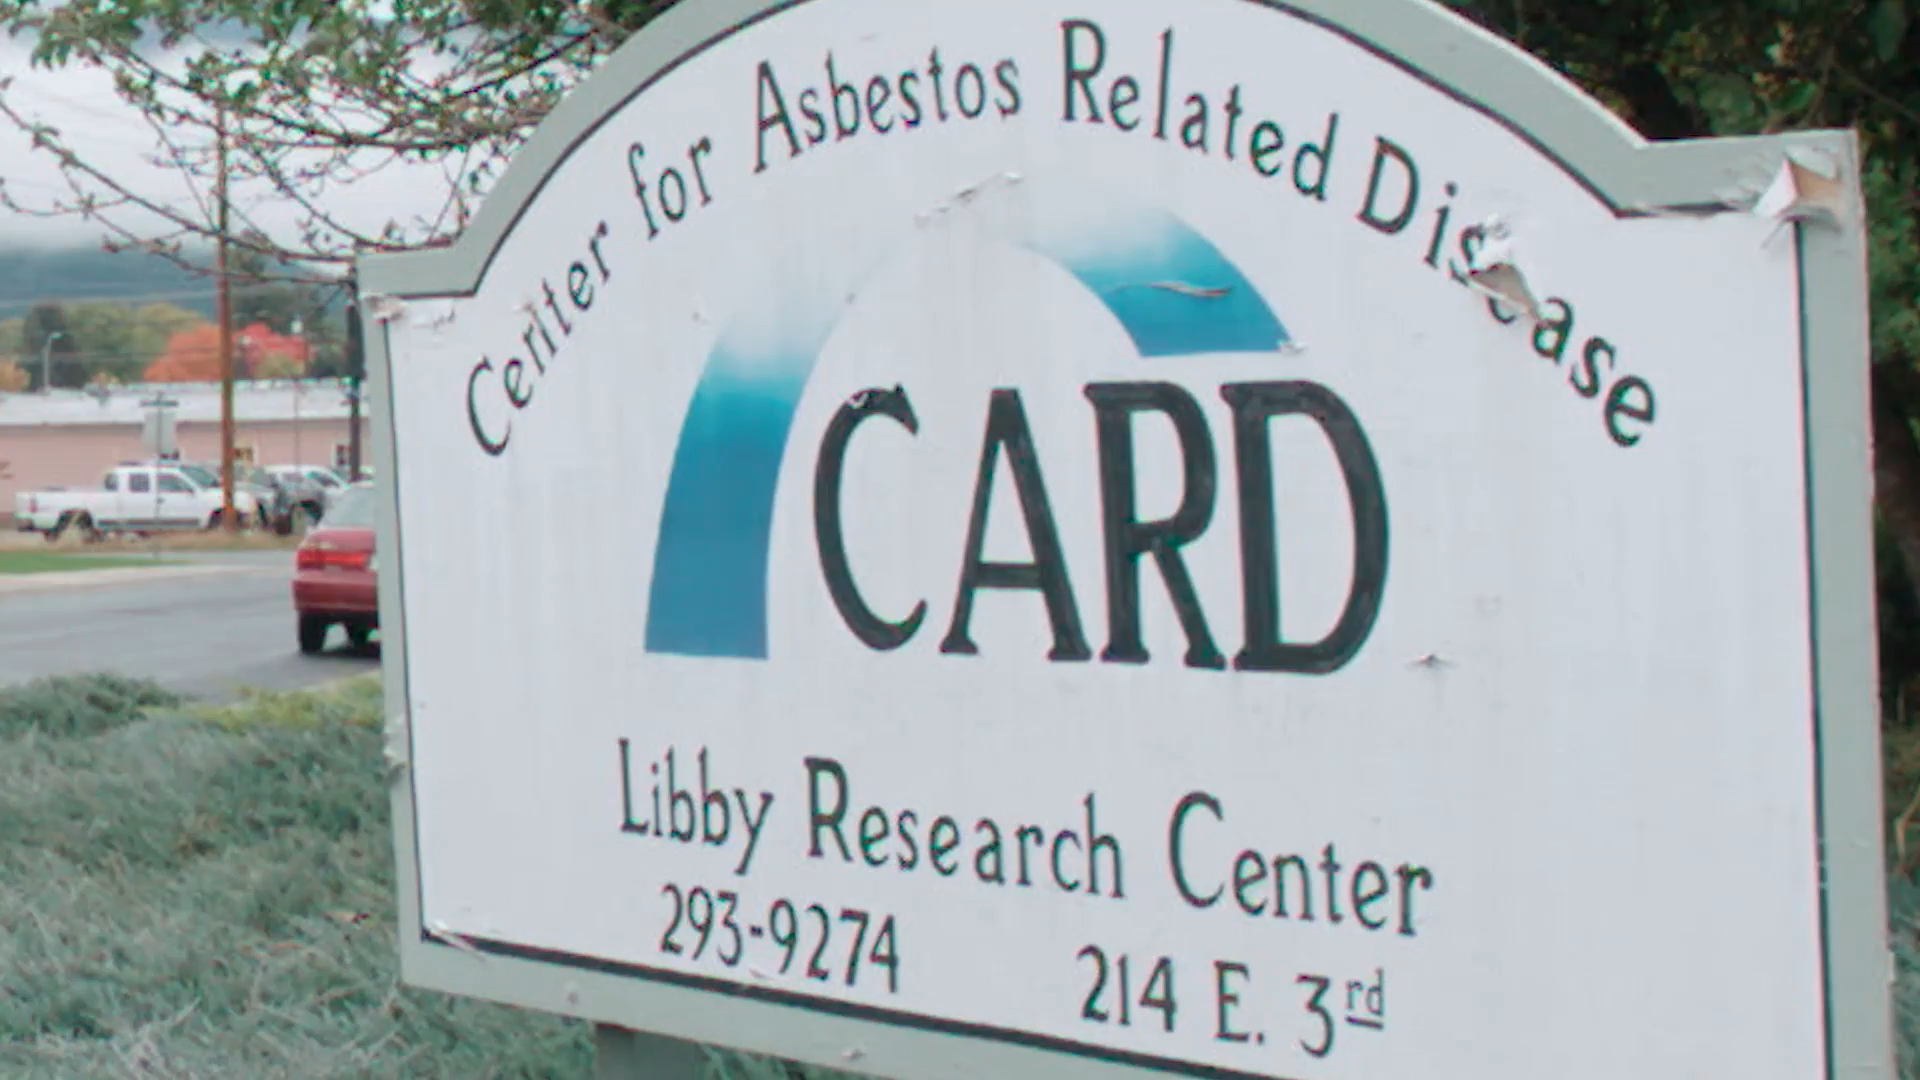 Center for Asbestos Related Disease
CARD
Libby Research Center
293-9274 214 E. 3rd